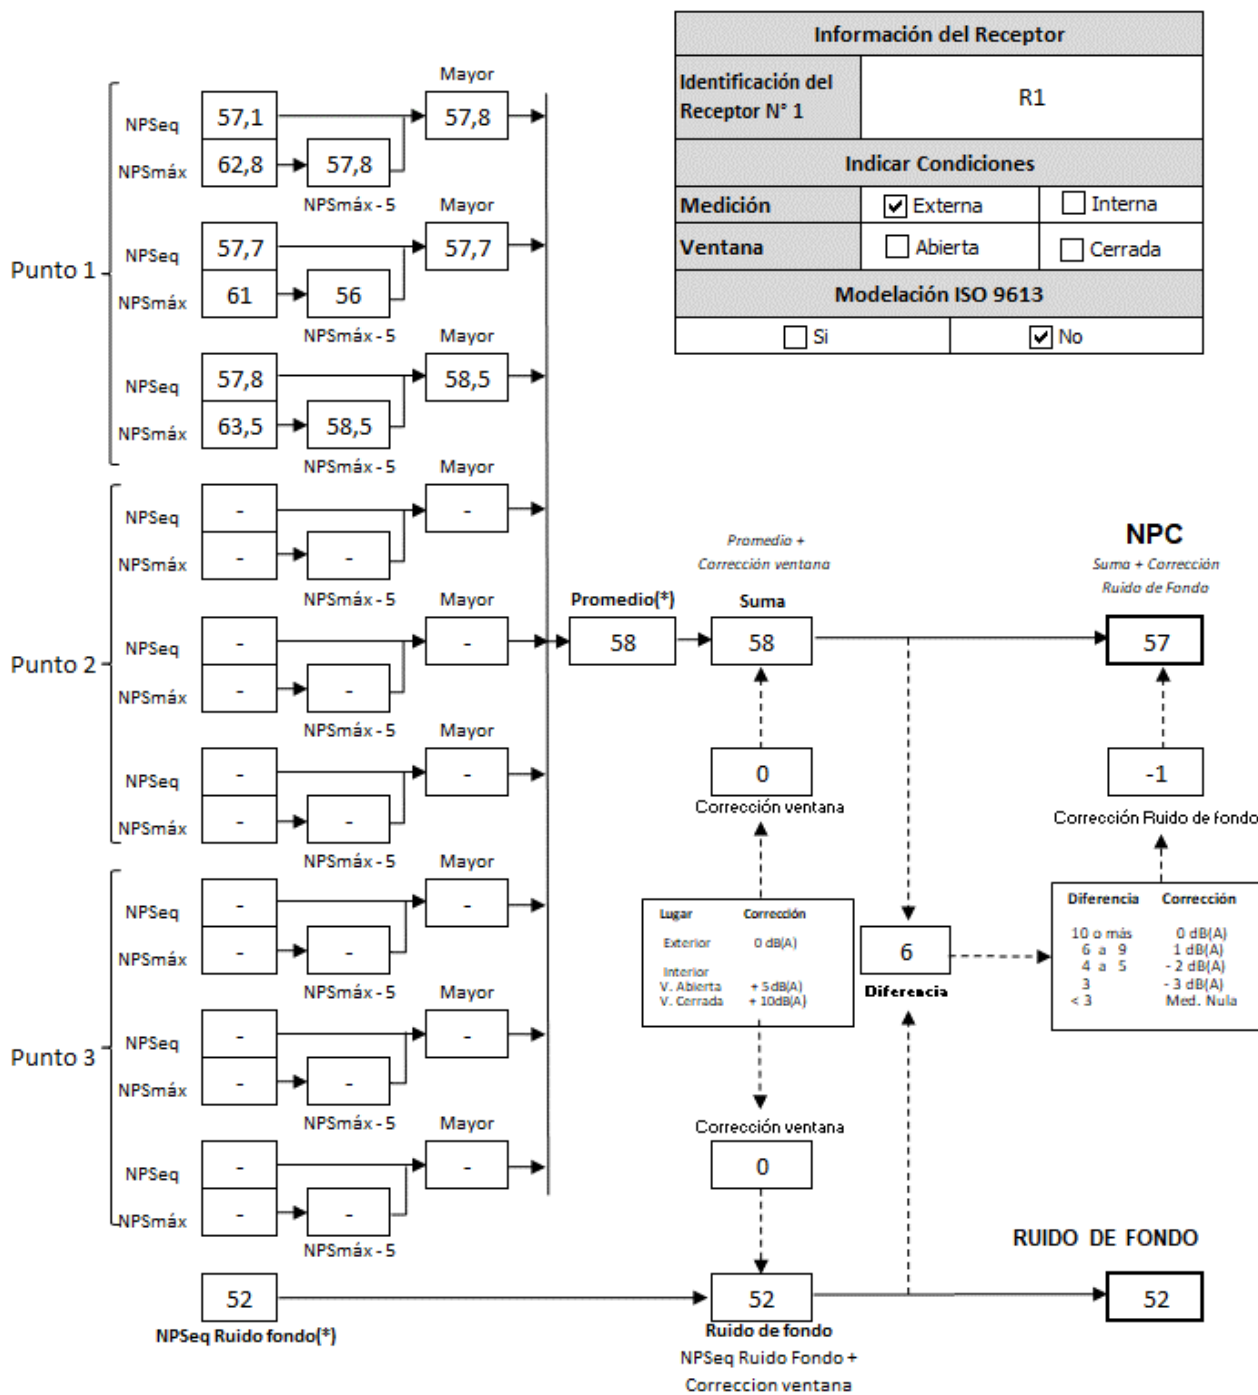 Información del Receptor
Identificación del
Receptor N° 1
R1
Indicar Condiciones
Medición
Externa
Interna
Ventana
Abierta
Cerrada
Modelación ISO 9613
Si
No
Punto 1
Mayor
NPSeq
57,1
57,8
NPSmáx
62,8
57,8
NPSmáx - 5
Mayor
NPSeq
57,7
57,7
NPSmáx
61
56
NPSmáx - 5
Mayor
NPSeq
57,8
58,5
NPSmáx
63,5
58,5
NPSmáx - 5
Punto 2
Mayor
NPSeq
-
-
NPSmáx
-
-
NPSmáx - 5
Mayor
NPSeq
-
-
NPSmáx
-
-
NPSmáx - 5
Mayor
NPSeq
-
-
NPSmáx
-
-
NPSmáx - 5
Punto 3
Mayor
NPSeq
-
-
NPSmáx
-
-
NPSmáx - 5
Mayor
NPSeq
-
-
NPSmáx
-
-
NPSmáx - 5
Mayor
NPSeq
-
-
NPSmáx
-
-
NPSmáx - 5
Promedio(*)
58
Promedio +
Corrección ventana
Suma
58
NPC
Suma + Corrección
Ruido de Fondo
57
0
Corrección ventana
-1
Corrección Ruido de fondo
Lugar Corrección
Exterior 0 dB(A)
Interior
V. Abierta + 5dB(A)
V. Cerrada + 10dB(A)
6
Diferencia
Diferencia Corrección
10 o más 0 dB(A)
6 a 9 1 dB(A)
4 a 5 - 2 dB(A)
3 - 3 dB(A)
< 3 Med. Nula
Corrección ventana
0
52
NPSeq Ruido fondo(*)
52
Ruido de fondo
NPSeq Ruido Fondo +
Correccion ventana
RUIDO DE FONDO
52